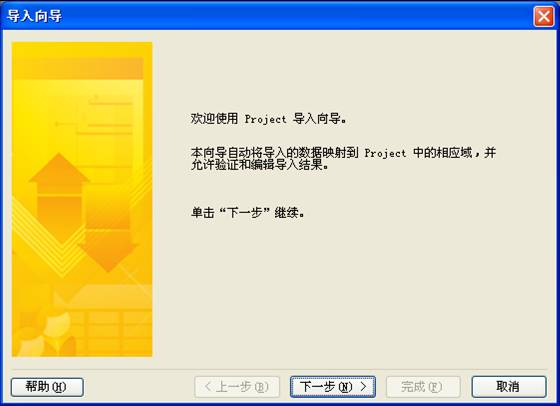 导入向导
欢迎使用 Project 导入向导。
本向导自动将导入的数据映射到 Project 中的相应域，并
允许验证和编辑导入结果。
单击“下一步”继续。
帮助(H)
< 上一步(B)
下一步(N) >
完成(F)
取消